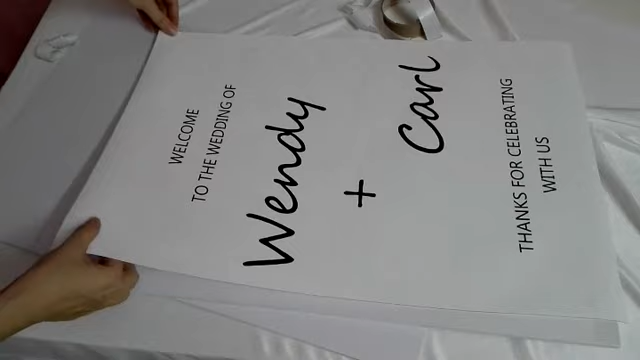 WELCOME
TO THE WEDDING OF
Wendy
+
Carl
THANKS FOR CELEBRATING
WITH US